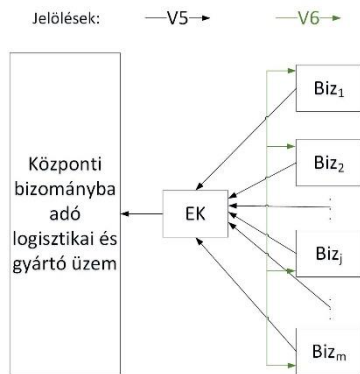 Jelölések: V5 V6
Központi
bizományba
adó
logisztikai és
gyártó üzem
EK
Biz1
Biz2
Bizj
Bizm